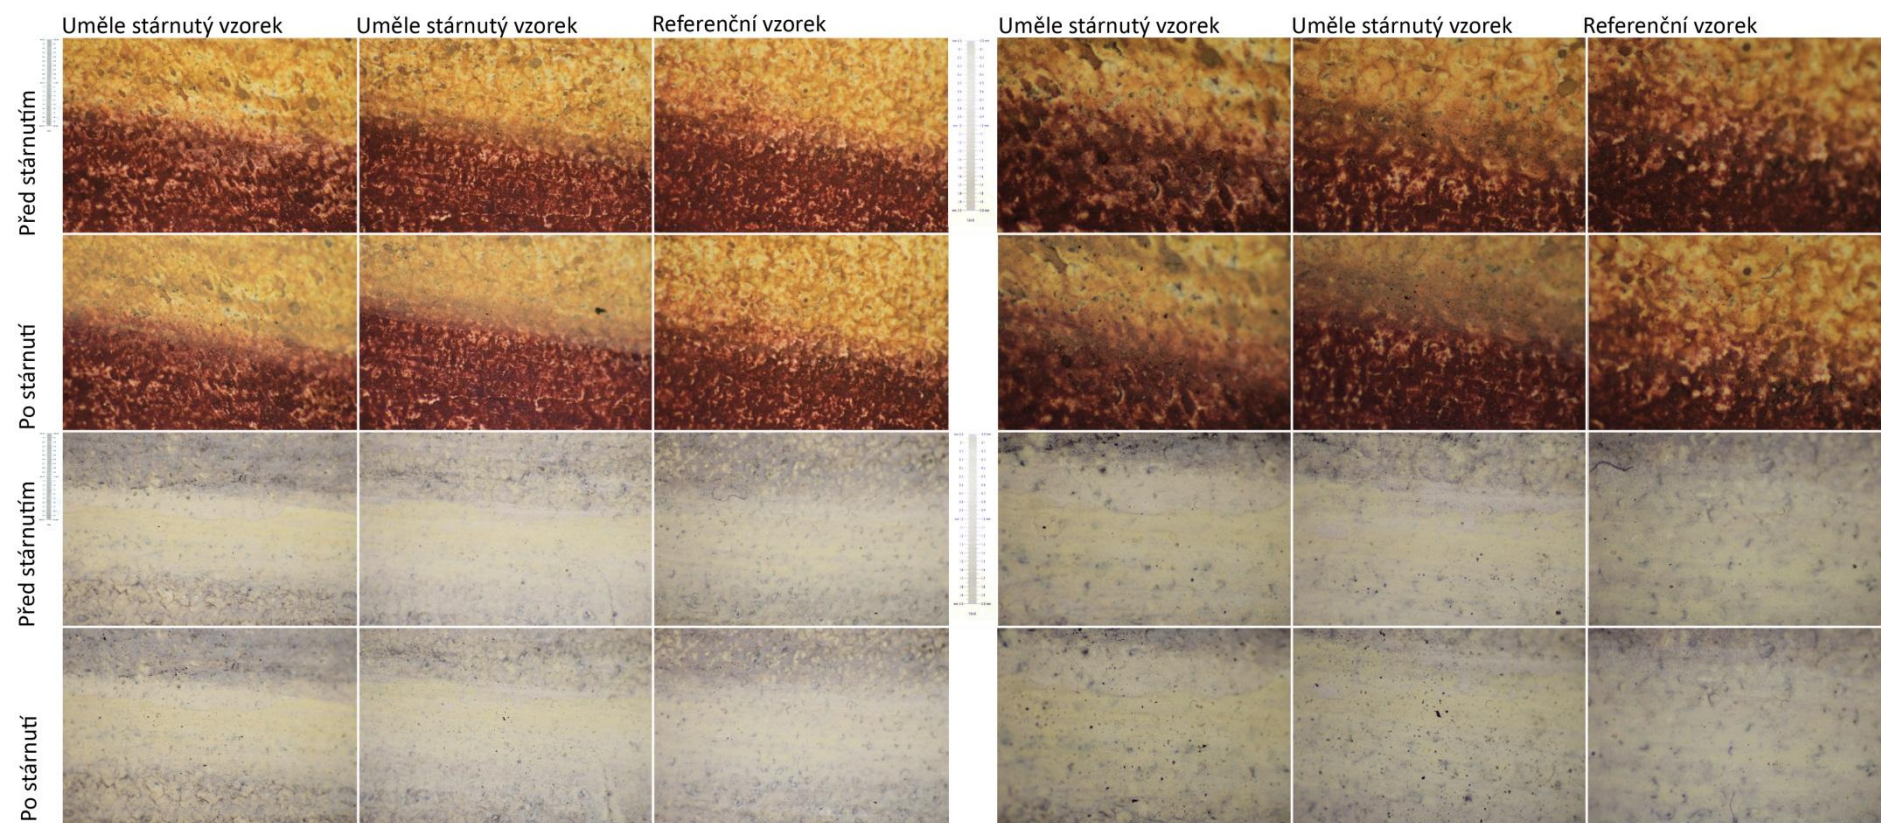 Uměle stárnutý vzorek Uměle stárnutý vzorek Referenční vzorek Uměle stárnutý vzorek Uměle stárnutý vzorek Referenční vzorek
Před stárnutím
Po stárnutí
Před stárnutím
Po stárnutí